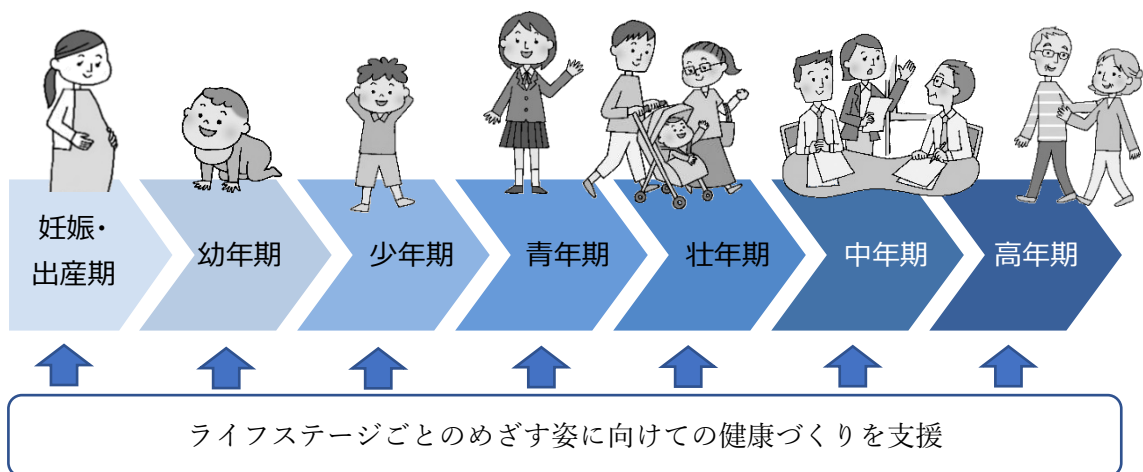 妊娠・
出産期
幼年期
少年期
青年期
壮年期
中年期
高年期
ライフステージごとのめざす姿に向けての健康づくりを支援